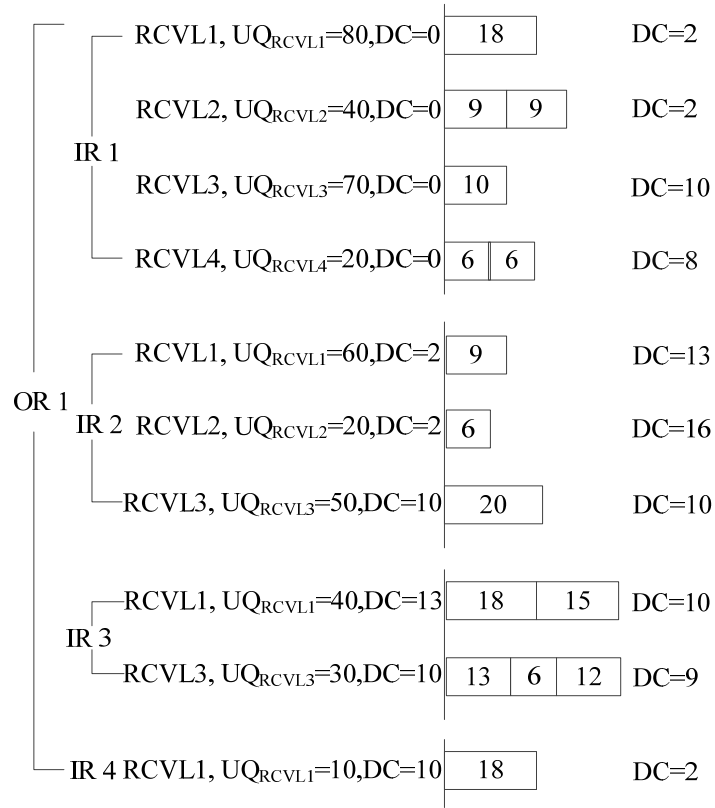 RCVL1, UQRCVL1=80,DC=0 18 DC=2
RCVL2, UQRCVL2=40,DC=0 9 9 DC=2
IR 1
RCVL3, UQRCVL3=70,DC=0 10 DC=10
RCVL4, UQRCVL4=20,DC=0 6 6 DC=8
RCVL1, UQRCVL1=60,DC=2 9 DC=13
OR 1
IR 2 RCVL2, UQRCVL2=20,DC=2 6 DC=16
RCVL3, UQRCVL3=50,DC=10 20 DC=10
RCVL1, UQRCVL1=40,DC=13 18 15 DC=10
IR 3
RCVL3, UQRCVL3=30,DC=10 13 6 12 DC=9
IR 4 RCVL1, UQRCVL1=10,DC=10 18 DC=2